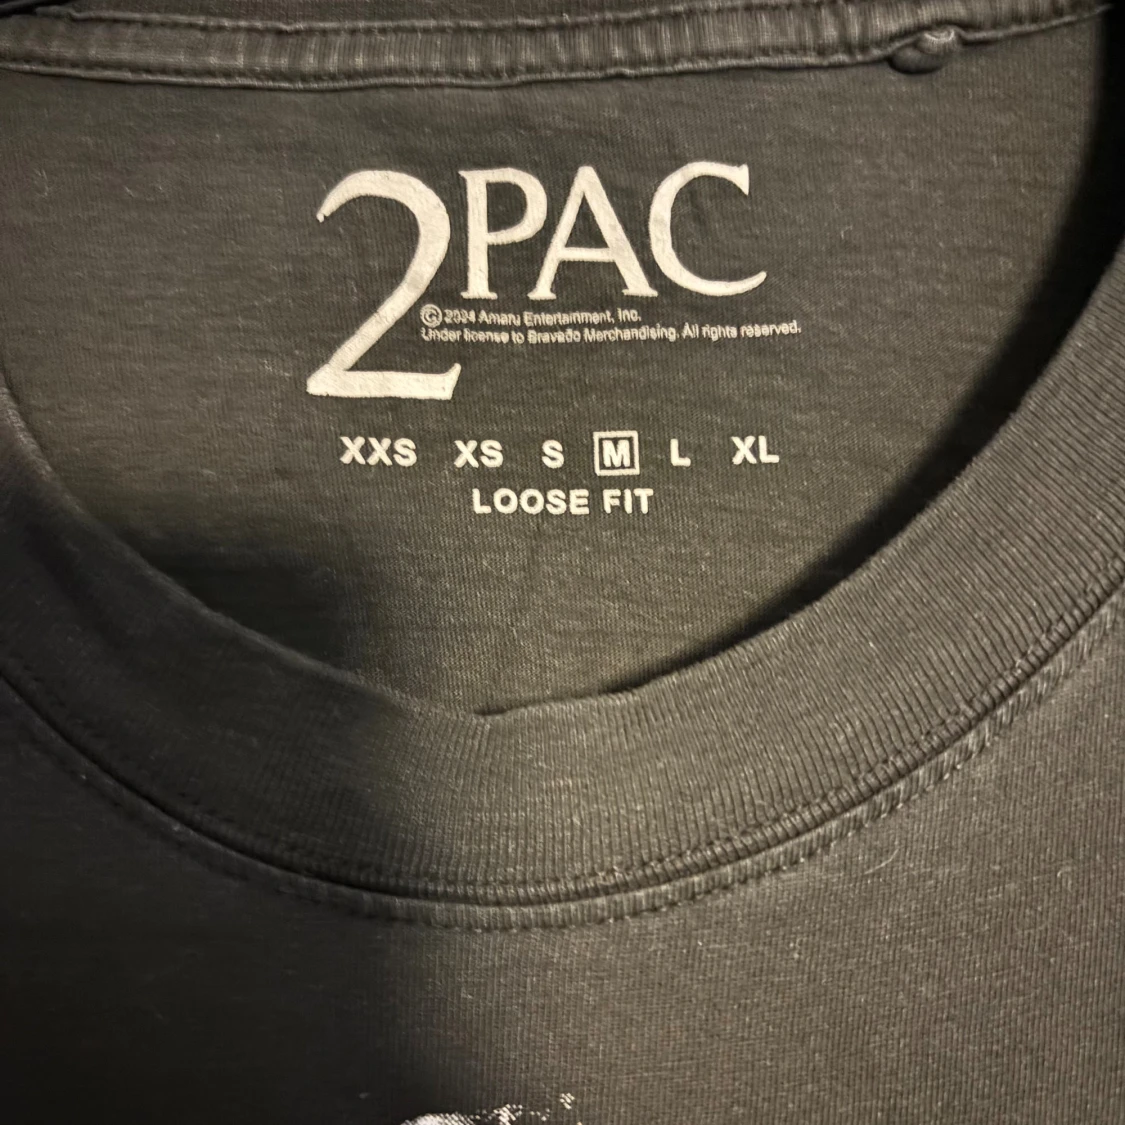 2PAC
© 2024 Amaru Entertainment, Inc.
Under license to Bravado Merchandising. All rights reserved.
XXS XS S M L XL
LOOSE FIT